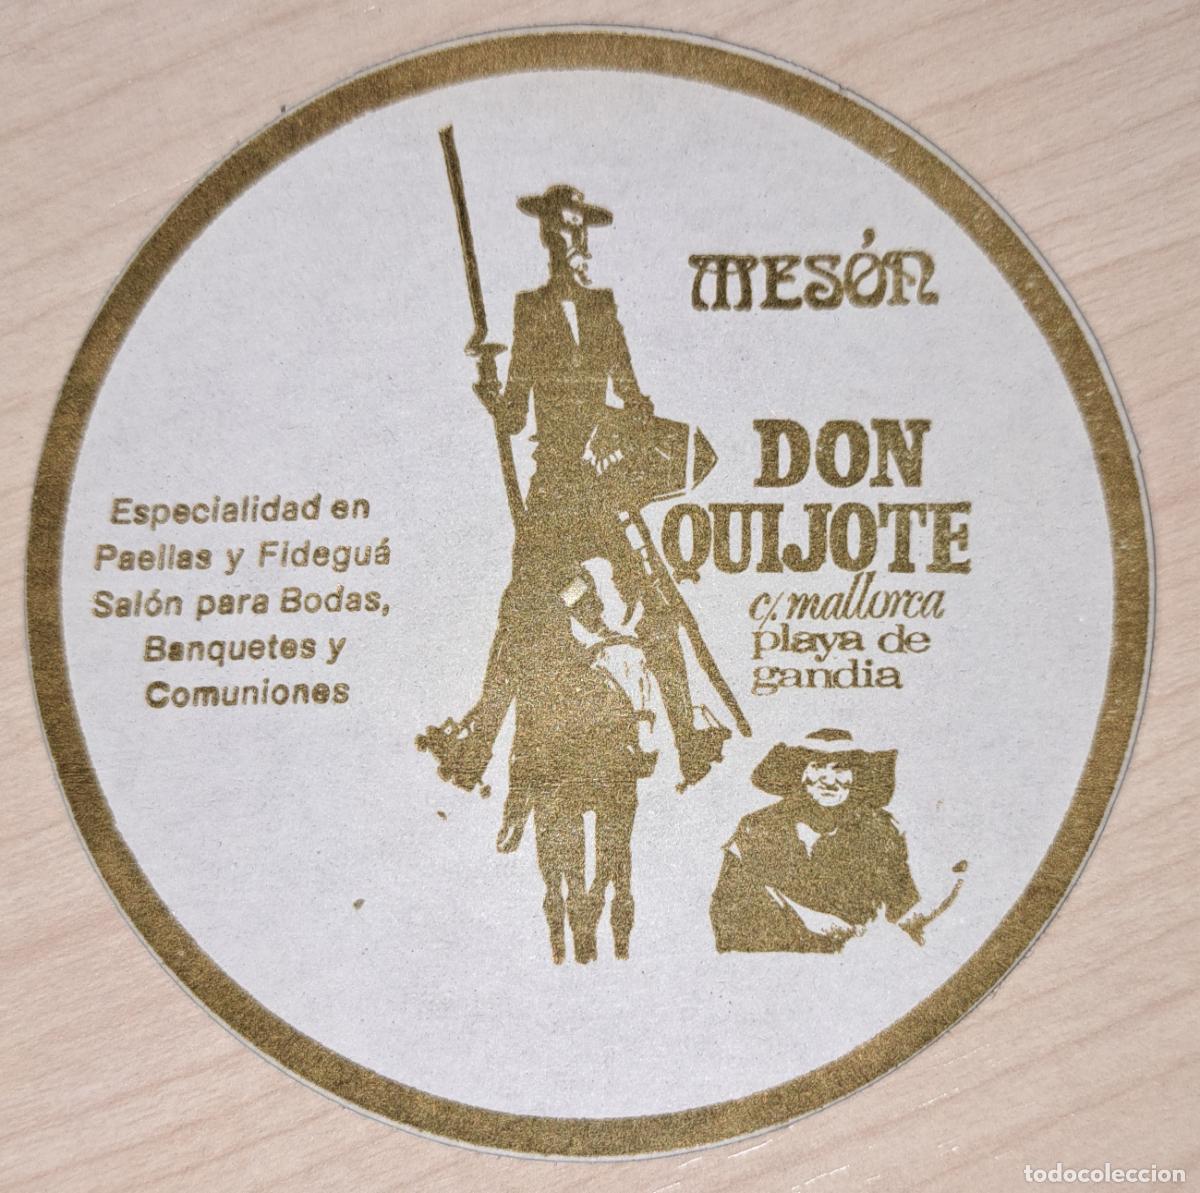 MESÓN
DON
QUIJOTE
c/. mallorca
playa de
gandia
Especialidad en
Paellas y Fideguá
Salón para Bodas,
Banquetes y
Comuniones
todocoleccion